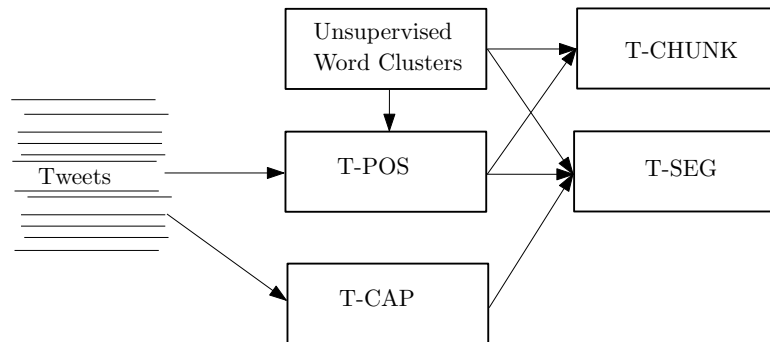 Unsupervised
Word Clusters
T-CHUNK
Tweets
T-POS
T-SEG
T-CAP